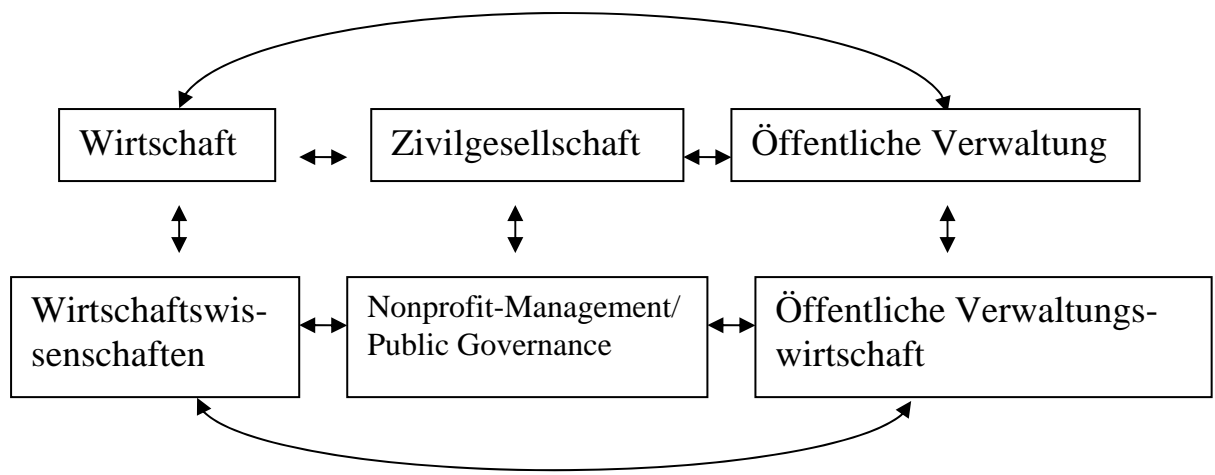 Wirtschaft
Zivilgesellschaft
Öffentliche Verwaltung
Wirtschaftswis-
senschaften
Nonprofit-Management/
Public Governance
Öffentliche Verwaltungs-
wirtschaft